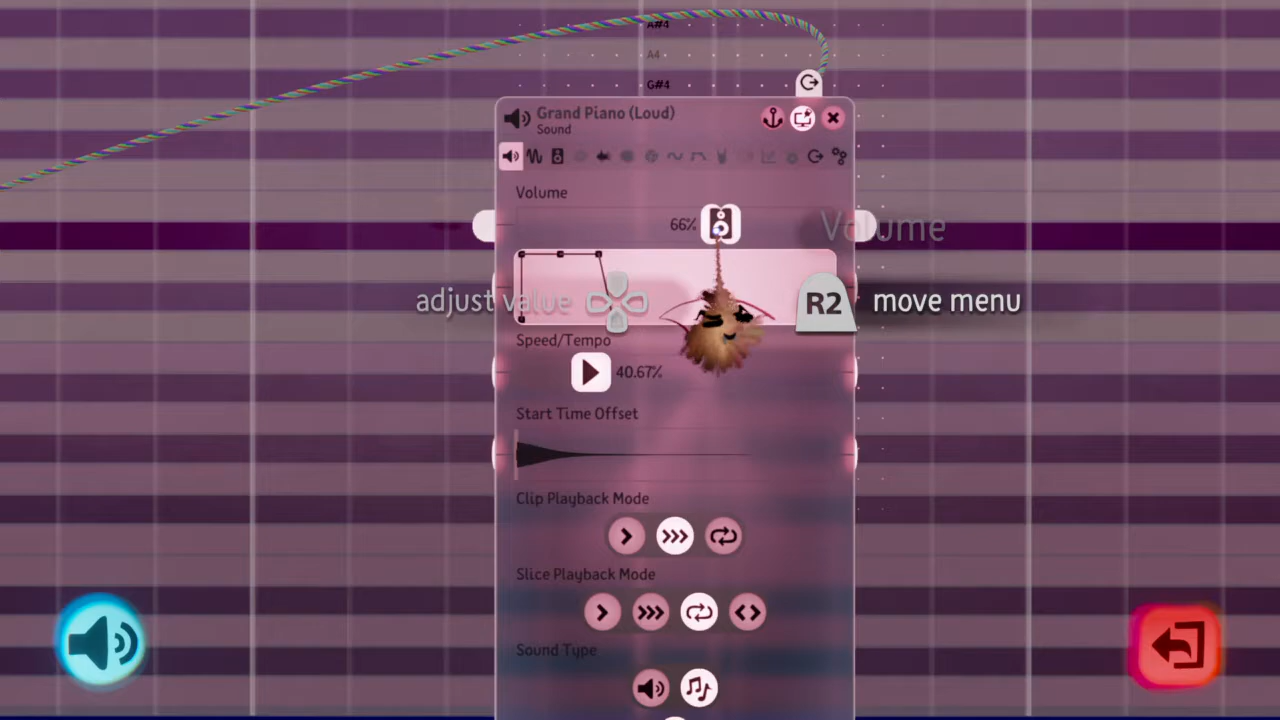 A#4
A4
G#4
Grand Piano (Loud)
Sound
Volume
66%
Volume
adjust value
R2 move menu
Speed/Tempo
40.67%
Start Time Offset
Clip Playback Mode
Slice Playback Mode
Sound Type